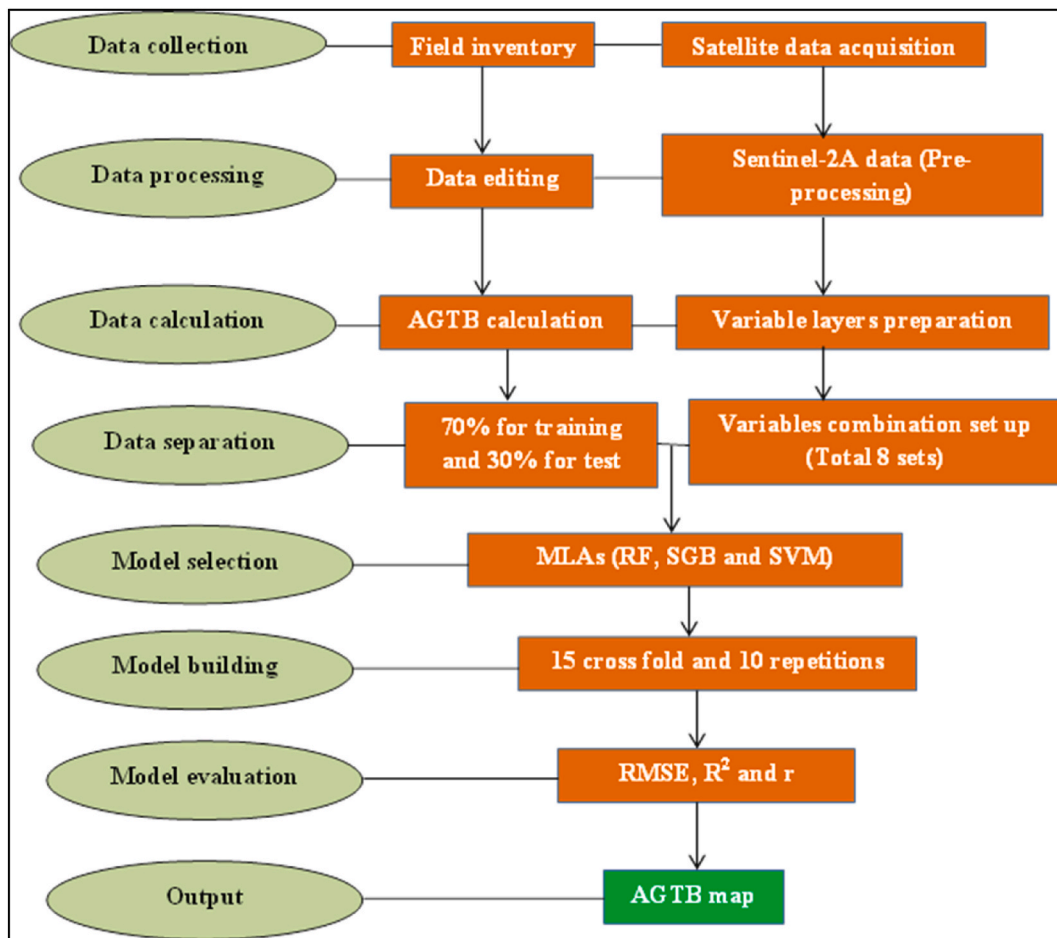 Data collection
Field inventory
Satellite data acquisition
Data processing
Data editing
Sentinel-2A data (Pre-
processing)
Data calculation
AGTB calculation
Variable layers preparation
Data separation
70% for training
and 30% for test
Variables combination set up
(Total 8 sets)
Model selection
MLAs (RF, SGB and SVM)
Model building
15 cross fold and 10 repetitions
Model evaluation
RMSE, R² and r
Output
AGTB map